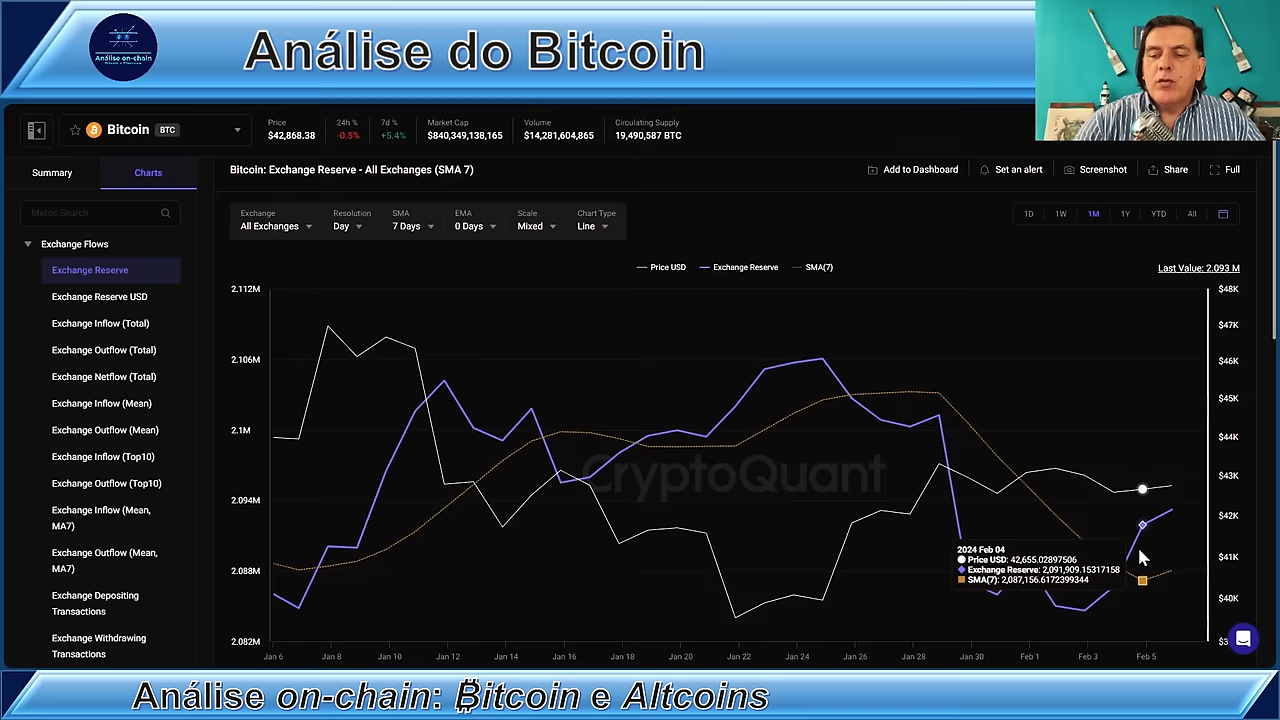 Análise do Bitcoin
Análise on-chain
Bitcoin BTC
Price
$42,868.38
24h %
-0.5%
7d %
+5.4%
Market Cap
$840,349,138,165
Volume
$14,281,604,865
Circulating Supply
19,490,587 BTC
Summary
Charts
Metric Search
Exchange Flows
Exchange Reserve
Exchange Reserve USD
Exchange Inflow (Total)
Exchange Outflow (Total)
Exchange Netflow (Total)
Exchange Inflow (Mean)
Exchange Outflow (Mean)
Exchange Inflow (Top10)
Exchange Outflow (Top10)
Exchange Inflow (Mean,
MA7)
Exchange Outflow (Mean,
MA7)
Exchange Depositing
Transactions
Exchange Withdrawing
Transactions
Bitcoin: Exchange Reserve - All Exchanges (SMA 7)
Add to Dashboard
Set an alert
Screenshot
Share
Full
Exchange
All Exchanges
Resolution
Day
SMA
7 Days
EMA
0 Days
Scale
Mixed
Chart Type
Line
1D 1W 1M 1Y YTD All
Price USD Exchange Reserve SMA(7)
Last Value: 2.093 M
2.112M
2.106M
2.1M
2.094M
2.088M
2.082M
$48K
$47K
$46K
$45K
$44K
$43K
$42K
$41K
$40K
$3
CryptoQuant
2024 Feb 04
Price USD: 42,655.02897506
Exchange Reserve: 2,091,909.15317158
SMA(7): 2,087,156.6172399344
Jan 6 Jan 8 Jan 10 Jan 12 Jan 14 Jan 16 Jan 18 Jan 20 Jan 22 Jan 24 Jan 26 Jan 28 Jan 30 Feb 1 Feb 3 Feb 5
Análise on-chain: ₿itcoin e Altcoins